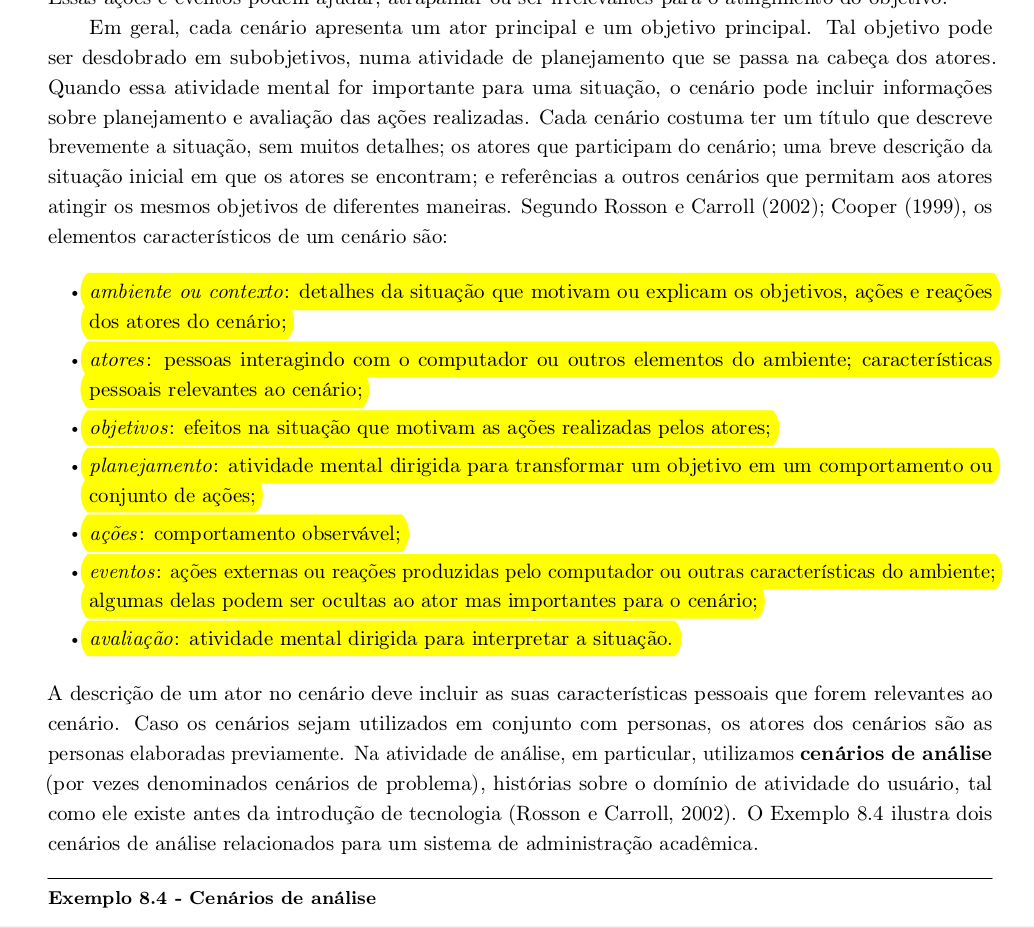 Essas ações e eventos podem ajudar, atrapalhar ou ser irrelevantes para o atingimento do objetivo.
Em geral, cada cenário apresenta um ator principal e um objetivo principal. Tal objetivo pode
ser desdobrado em subobjetivos, numa atividade de planejamento que se passa na cabeça dos atores.
Quando essa atividade mental for importante para uma situação, o cenário pode incluir informações
sobre planejamento e avaliação das ações realizadas. Cada cenário costuma ter um título que descreve
brevemente a situação, sem muitos detalhes; os atores que participam do cenário; uma breve descrição da
situação inicial em que os atores se encontram; e referências a outros cenários que permitam aos atores
atingir os mesmos objetivos de diferentes maneiras. Segundo Rosson e Carroll (2002); Cooper (1999), os
elementos característicos de um cenário são:
• ambiente ou contexto: detalhes da situação que motivam ou explicam os objetivos, ações e reações
dos atores do cenário;
• atores: pessoas interagindo com o computador ou outros elementos do ambiente; características
pessoais relevantes ao cenário;
• objetivos: efeitos na situação que motivam as ações realizadas pelos atores;
• planejamento: atividade mental dirigida para transformar um objetivo em um comportamento ou
conjunto de ações;
• ações: comportamento observável;
• eventos: ações externas ou reações produzidas pelo computador ou outras características do ambiente;
algumas delas podem ser ocultas ao ator mas importantes para o cenário;
• avaliação: atividade mental dirigida para interpretar a situação.
A descrição de um ator no cenário deve incluir as suas características pessoais que forem relevantes ao
cenário. Caso os cenários sejam utilizados em conjunto com personas, os atores dos cenários são as
personas elaboradas previamente. Na atividade de análise, em particular, utilizamos cenários de análise
(por vezes denominados cenários de problema), histórias sobre o domínio de atividade do usuário, tal
como ele existe antes da introdução de tecnologia (Rosson e Carroll, 2002). O Exemplo 8.4 ilustra dois
cenários de análise relacionados para um sistema de administração acadêmica.
Exemplo 8.4 - Cenários de análise